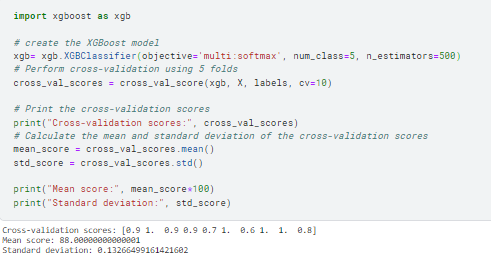 import xgboost as xgb
# create the XGBoost model
xgb= xgb.XGBClassifier(objective='multi:softmax', num_class=5, n_estimators=500)
# Perform cross-validation using 5 folds
cross_val_scores = cross_val_score(xgb, X, labels, cv=10)
# Print the cross-validation scores
print("Cross-validation scores:", cross_val_scores)
# Calculate the mean and standard deviation of the cross-validation scores
mean_score = cross_val_scores.mean()
std_score = cross_val_scores.std()
print("Mean score:", mean_score*100)
print("Standard deviation:", std_score)
Cross-validation scores: [0.9 1.  0.9 0.9 0.7 1.  0.6 1.  1.  0.8]
Mean score: 88.00000000000001
Standard deviation: 0.13266499161421602